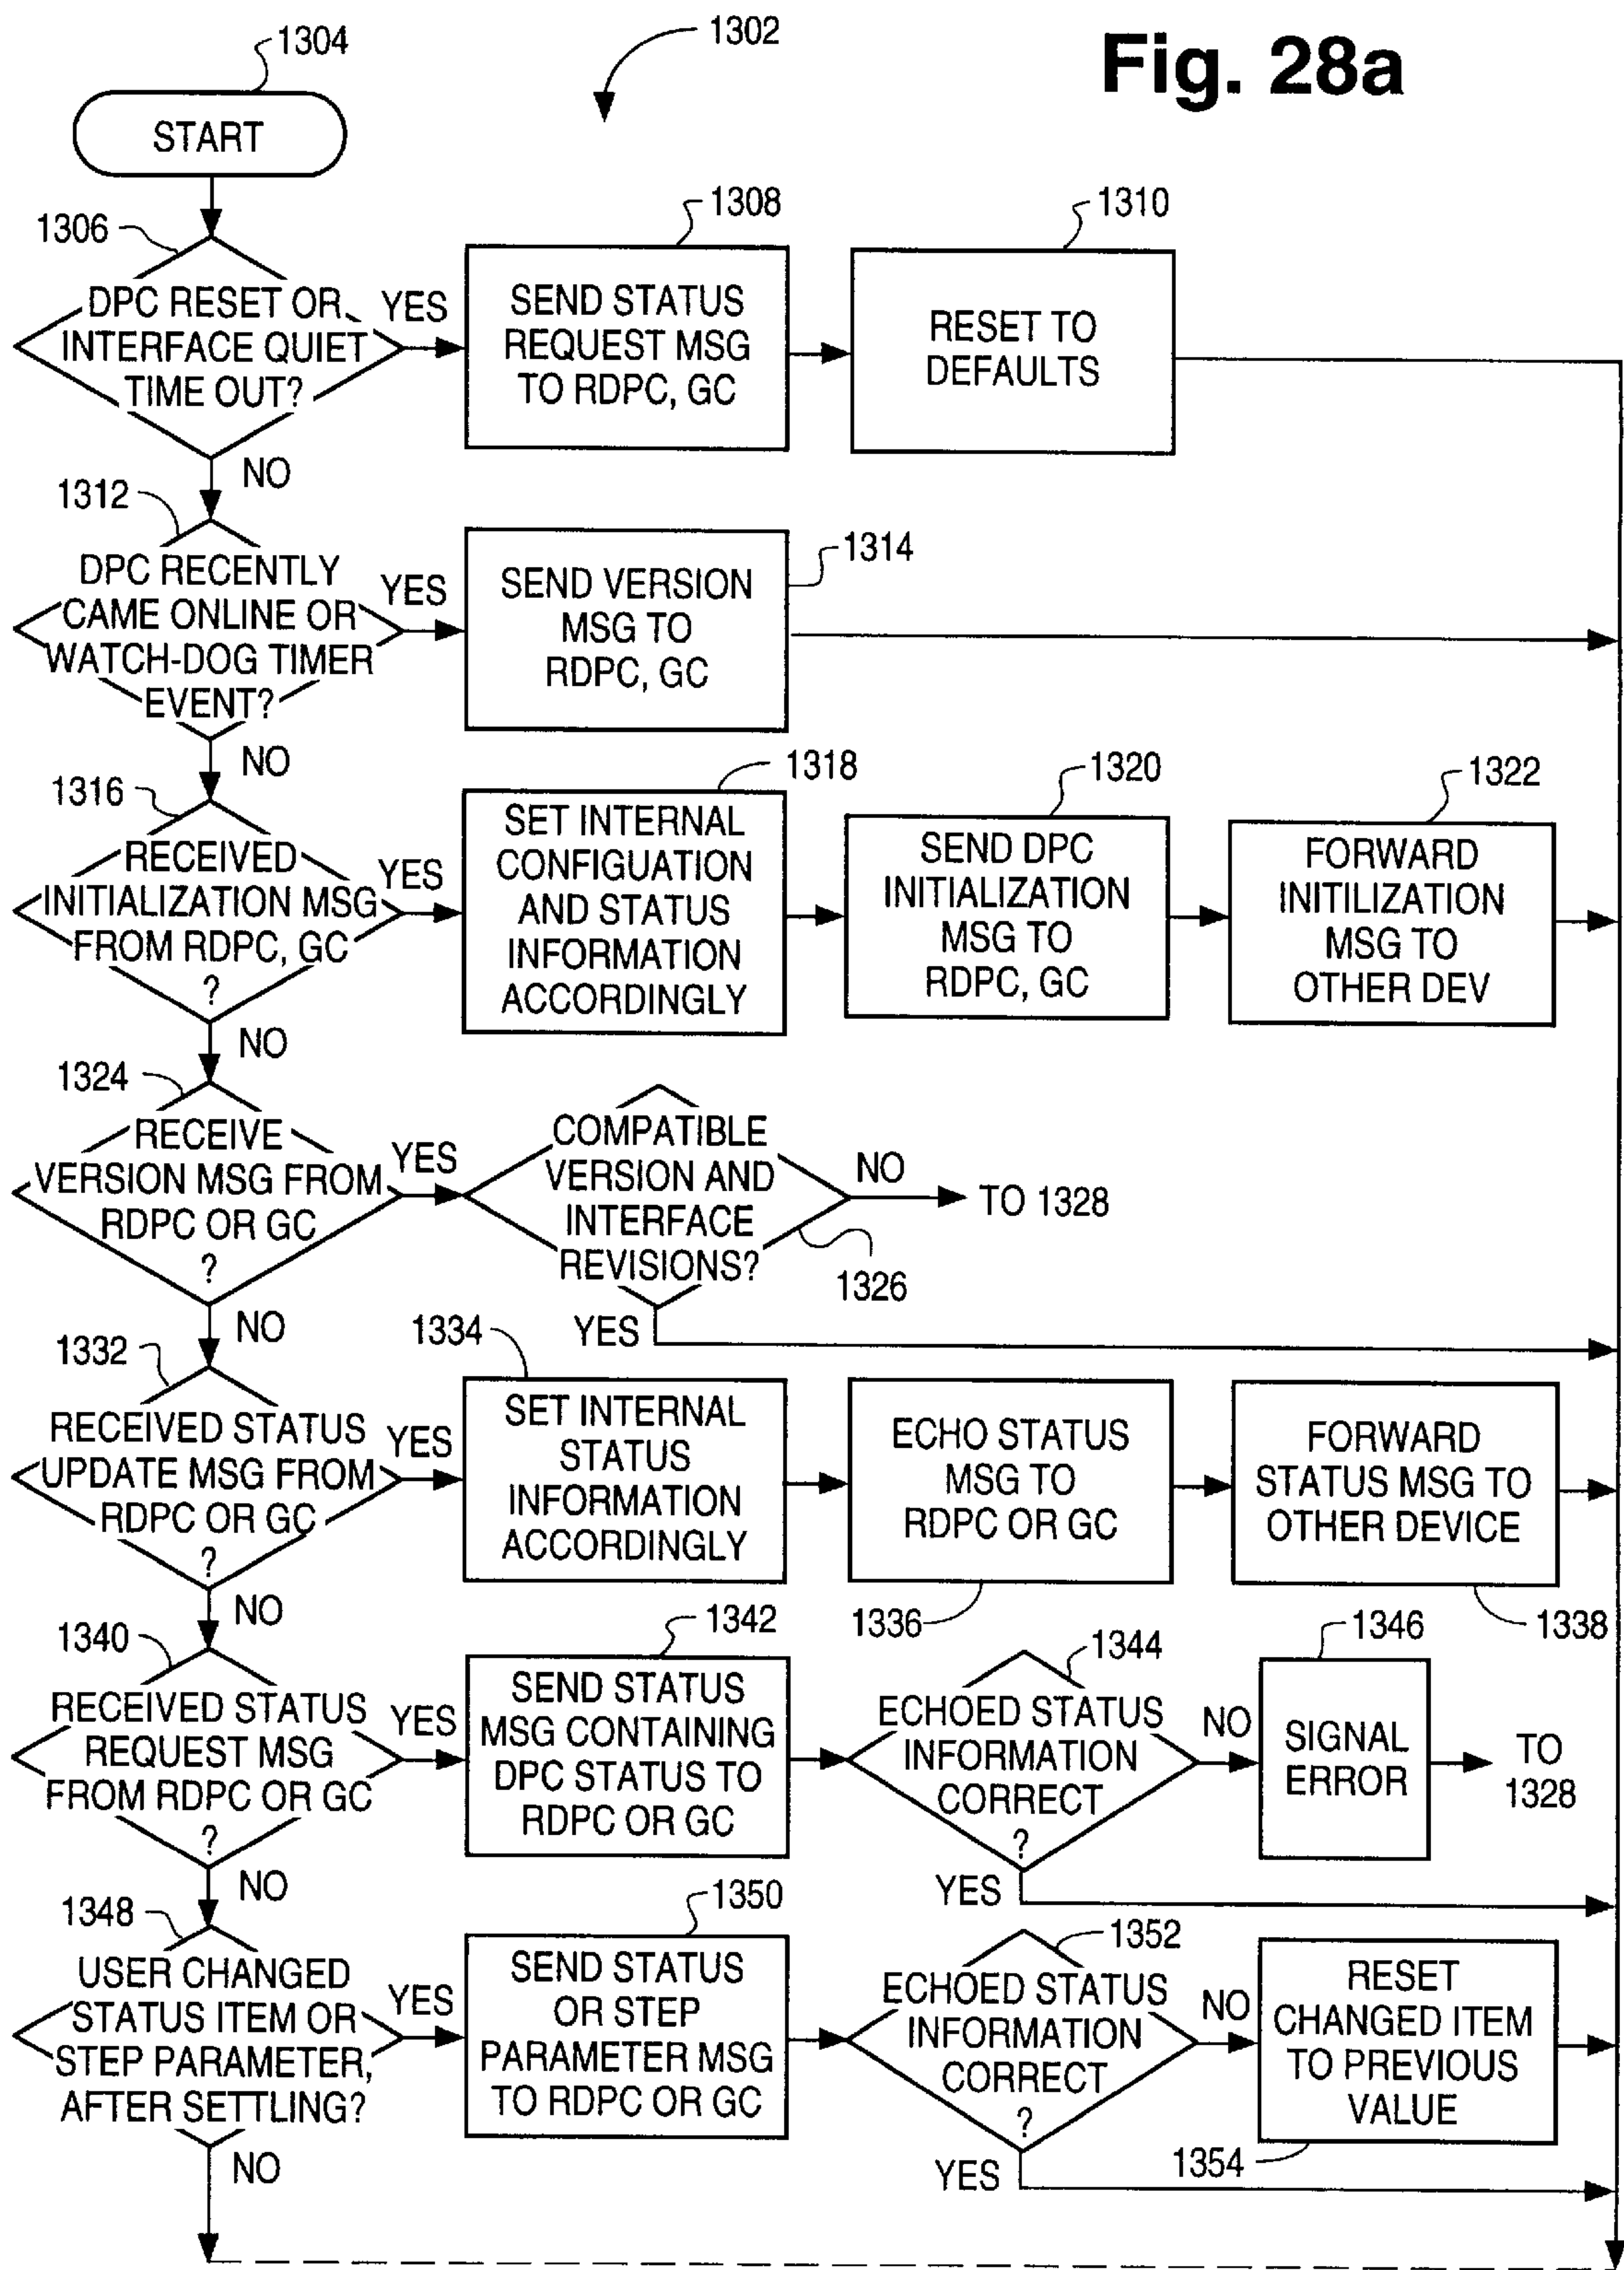 Fig. 28a
1302
1304
START
1306
DPC RESET OR
INTERFACE QUIET
TIME OUT?
YES
NO
1308
SEND STATUS
REQUEST MSG
TO RDPC, GC
1310
RESET TO
DEFAULTS
1312
DPC RECENTLY
CAME ONLINE OR
WATCH-DOG TIMER
EVENT?
YES
NO
1314
SEND VERSION
MSG TO
RDPC, GC
1316
RECEIVED
INITIALIZATION MSG
FROM RDPC, GC
?
YES
NO
1318
SET INTERNAL
CONFIGUATION
AND STATUS
INFORMATION
ACCORDINGLY
1320
SEND DPC
INITIALIZATION
MSG TO
RDPC, GC
1322
FORWARD
INITILIZATION
MSG TO
OTHER DEV
1324
RECEIVE
VERSION MSG FROM
RDPC OR GC
?
YES
NO
COMPATIBLE
VERSION AND
INTERFACE
REVISIONS?
1326
NO
TO 1328
YES
1332
RECEIVED STATUS
UPDATE MSG FROM
RDPC OR GC
?
YES
NO
1334
SET INTERNAL
STATUS
INFORMATION
ACCORDINGLY
ECHO STATUS
MSG TO
RDPC OR GC
1336
FORWARD
STATUS MSG TO
OTHER DEVICE
1338
1340
RECEIVED STATUS
REQUEST MSG
FROM RDPC OR GC
?
YES
NO
1342
SEND STATUS
MSG CONTAINING
DPC STATUS TO
RDPC OR GC
1344
ECHOED STATUS
INFORMATION
CORRECT
?
NO
YES
1346
SIGNAL
ERROR
TO
1328
1348
USER CHANGED
STATUS ITEM OR
STEP PARAMETER,
AFTER SETTLING?
YES
NO
1350
SEND STATUS
OR STEP
PARAMETER MSG
TO RDPC OR GC
1352
ECHOED STATUS
INFORMATION
CORRECT
?
NO
YES
RESET
CHANGED ITEM
TO PREVIOUS
VALUE
1354